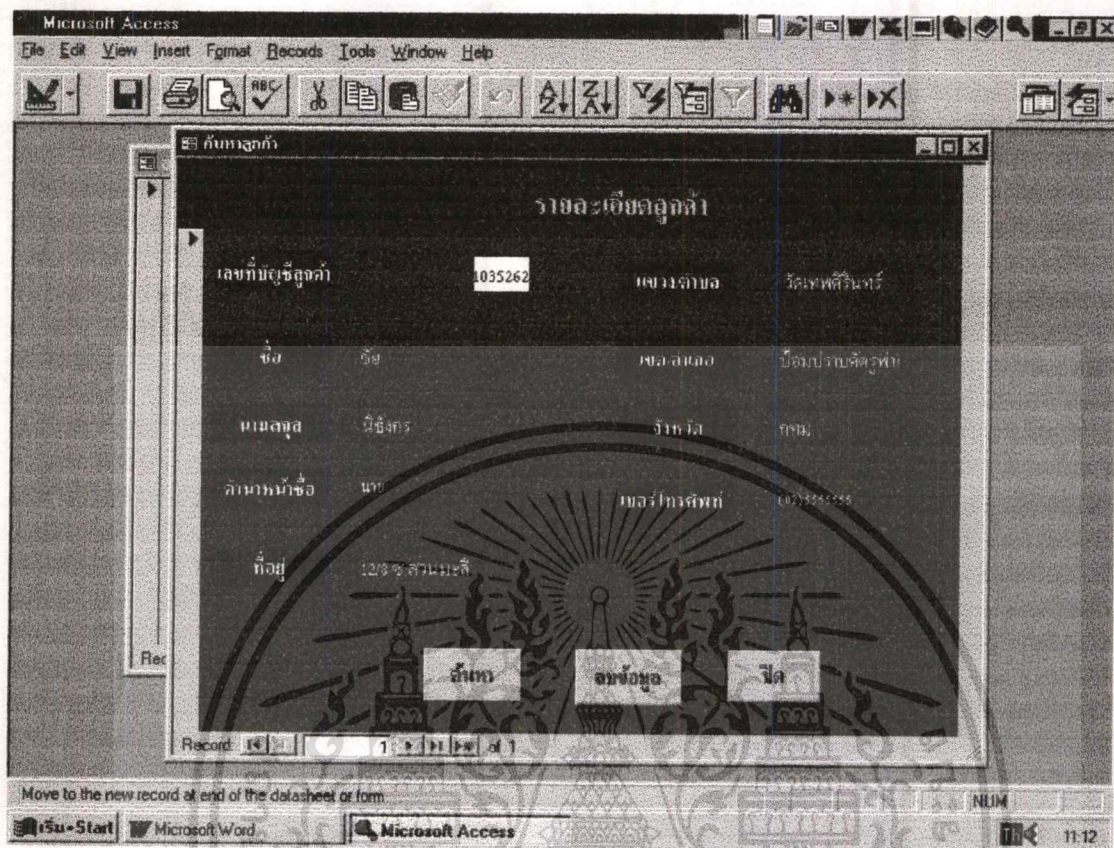 Microsoft Access
File Edit View Insert Format Records Tools Window Help
ค้นหาลูกค้า
รายละเอียดลูกค้า
เลขที่บัญชีลูกค้า 1035262 แขวง/ตำบล วัดเทพศิรินทร์
ชื่อ ชัย เขต/อำเภอ ป้อมปราบศัตรูพ่าย
นามสกุล นิธังกร จังหวัด กทม
คำนำหน้าชื่อ นาย เบอร์โทรศัพท์
ที่อยู่ 12/8 ซ.สวนมะลิ
ค้นหา ลบข้อมูล ปิด
Rec
Record: 1 of 1
Move to the new record at end of the datasheet or form. NUM
เริ่ม-Start Microsoft Word Microsoft Access Th 11:12